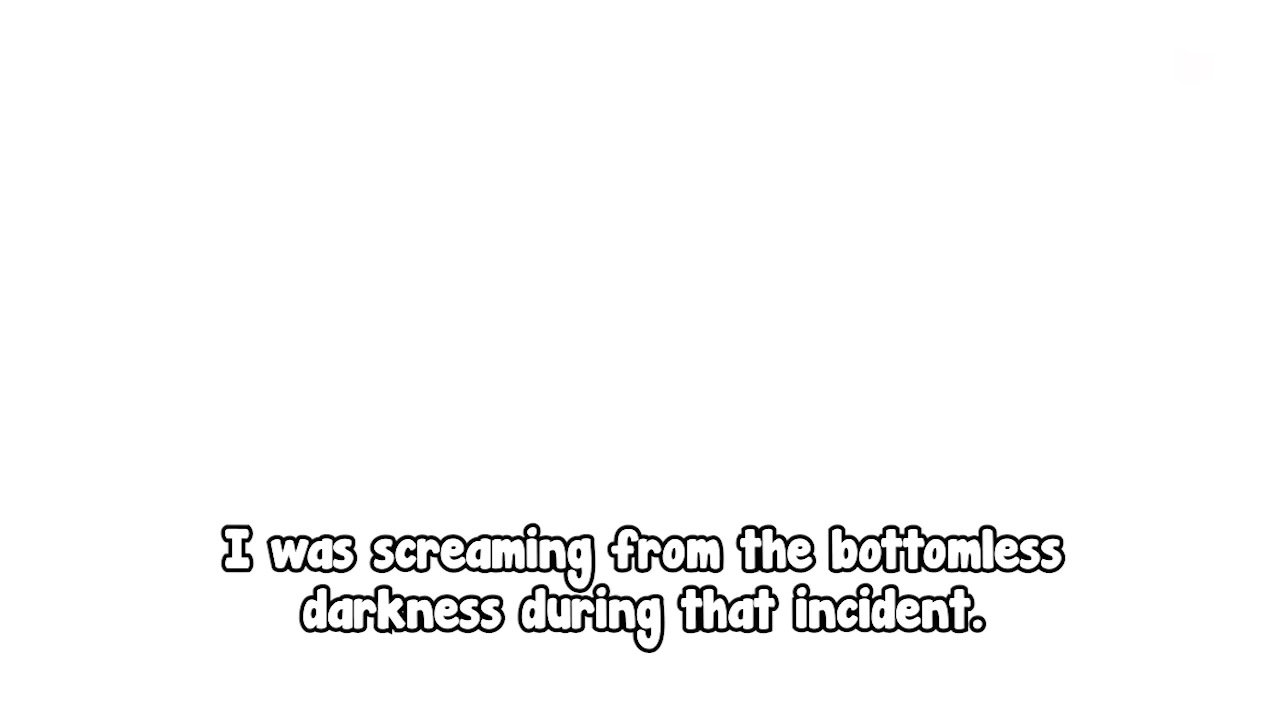 I was screaming from the bottomless
darkness during that incident.